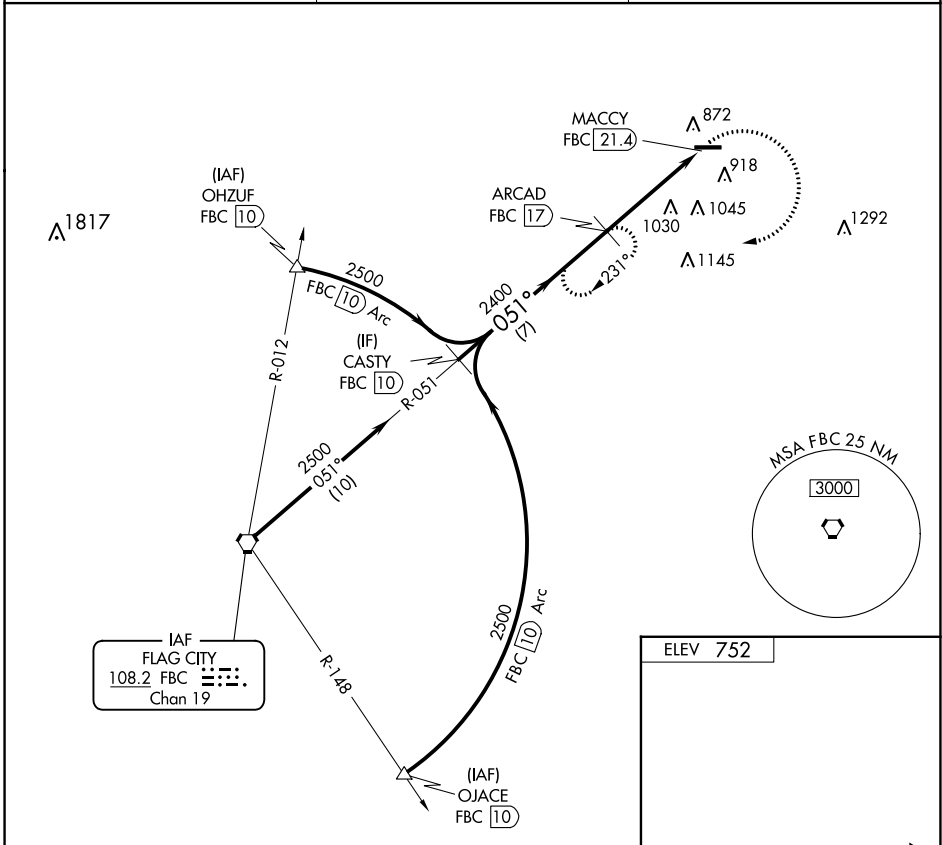 872
MACCY
FBC 21.4
918
(IAF)
OHZUF
FBC 10
ARCAD
FBC 17
1045
1030
1817
1292
1145
231°
2500
FBC 10 Arc
2400
051°
(7)
(IF)
CASTY
FBC 10
R-012
R-051
MSA FBC 25 NM
3000
2500
051°
(10)
2500
FBC 10 Arc
IAF
FLAG CITY
108.2 FBC
Chan 19
R-148
ELEV 752
(IAF)
OJACE
FBC 10